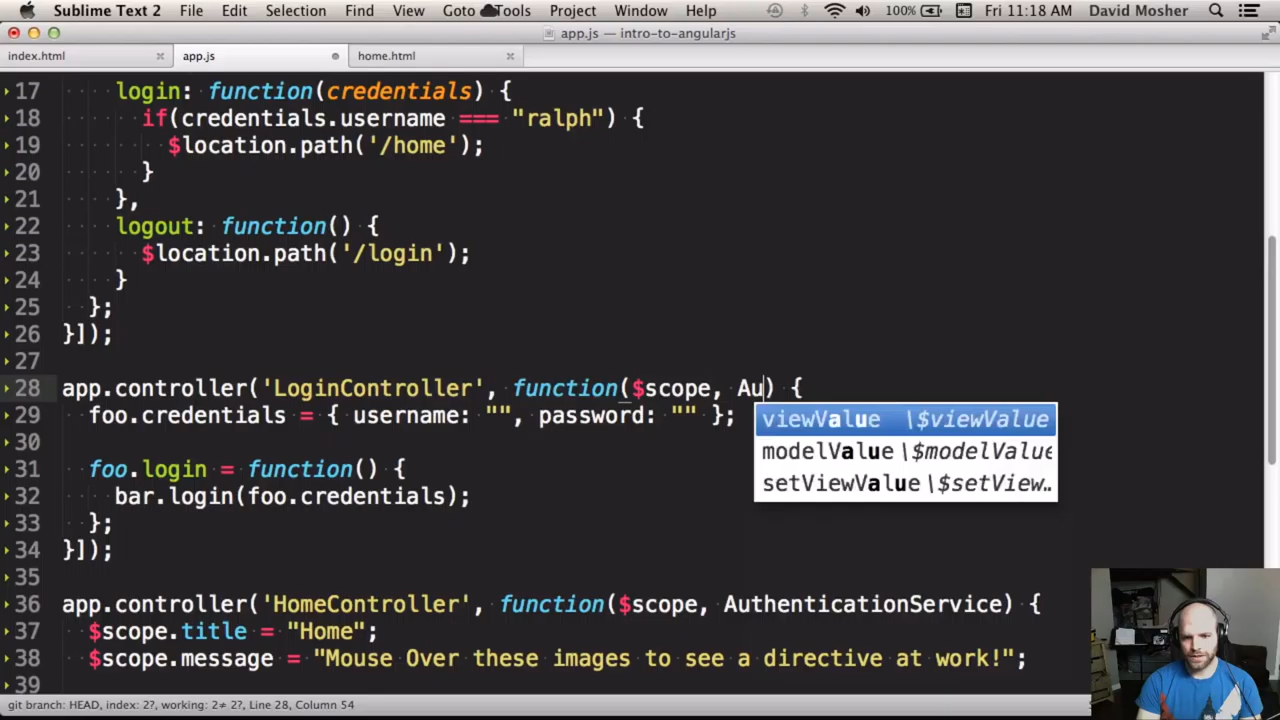 Sublime Text 2 File Edit Selection Find View Goto Tools Project Window Help 100% Fri 11:18 AM David Mosher
app.js — intro-to-angularjs
index.html app.js home.html
17 login: function(credentials) {
18 if(credentials.username === "ralph") {
19 $location.path('/home');
20 }
21 },
22 logout: function() {
23 $location.path('/login');
24 }
25 };
26 }]);
27
28 app.controller('LoginController', function($scope, Au) {
29 foo.credentials = { username: "", password: "" };
viewValue \$viewValue
30
modelValue \$modelValue
31 foo.login = function() {
setViewValue \$setView…
32 bar.login(foo.credentials);
33 };
34 }]);
35
36 app.controller('HomeController', function($scope, AuthenticationService) {
37 $scope.title = "Home";
38 $scope.message = "Mouse Over these images to see a directive at work!";
39
git branch: HEAD, index: 2?, working: 2≠ 2?, Line 28, Column 54